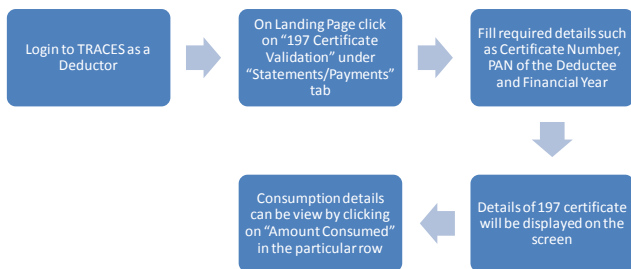 Login to TRACES as a
Deductor
On Landing Page click
on “197 Certificate
Validation” under
“Statements/Payments”
tab
Fill required details such
as Certificate Number,
PAN of the Deductee
and Financial Year
Details of 197 certificate
will be displayed on the
screen
Consumption details
can be view by clicking
on “Amount Consumed”
in the particular row